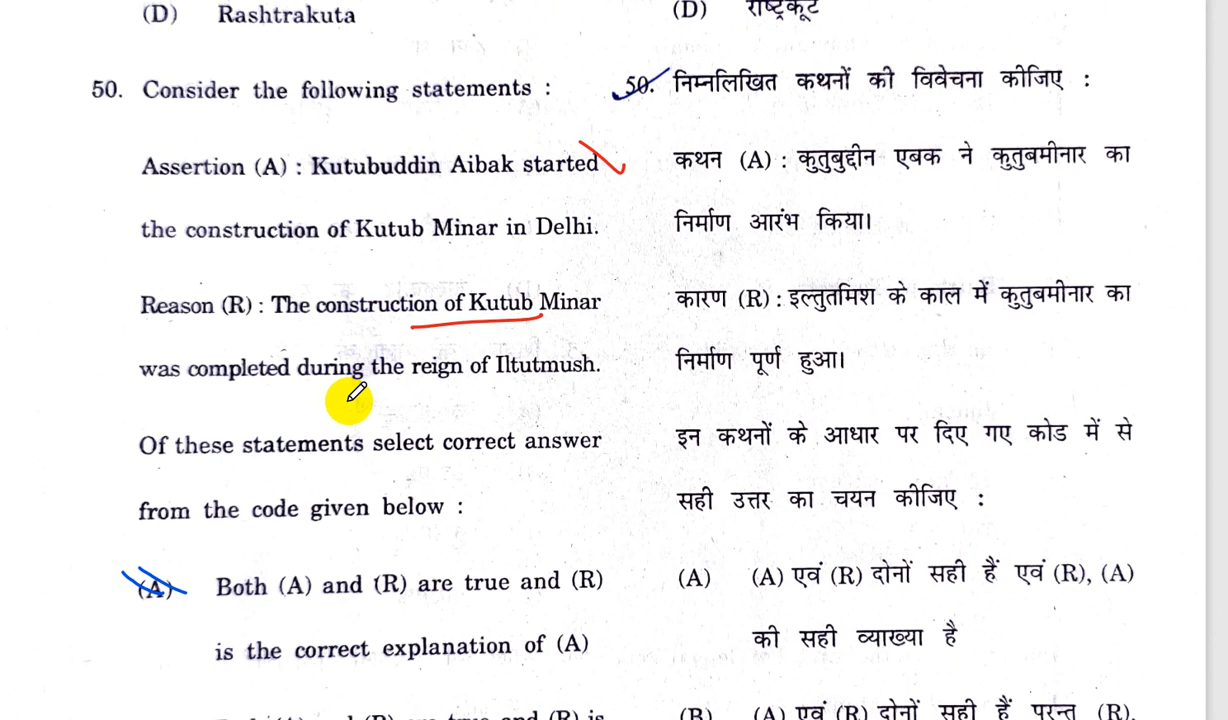 (D) Rashtrakuta
50. Consider the following statements :
Assertion (A) : Kutubuddin Aibak started
the construction of Kutub Minar in Delhi.
Reason (R) : The construction of Kutub Minar
was completed during the reign of Iltutmush.
Of these statements select correct answer
from the code given below :
(A) Both (A) and (R) are true and (R)
is the correct explanation of (A)
(D) राष्ट्रकूट
50. निम्नलिखित कथनों की विवेचना कीजिए :
कथन (A) : कुतुबुद्दीन एबक ने कुतुबमीनार का
निर्माण आरंभ किया।
कारण (R) : इल्तुतमिश के काल में कुतुबमीनार का
निर्माण पूर्ण हुआ।
इन कथनों के आधार पर दिए गए कोड में से
सही उत्तर का चयन कीजिए :
(A) (A) एवं (R) दोनों सही हैं एवं (R), (A)
की सही व्याख्या है
(B) (A) एवं (R) दोनों सही हैं परन्तु (R),